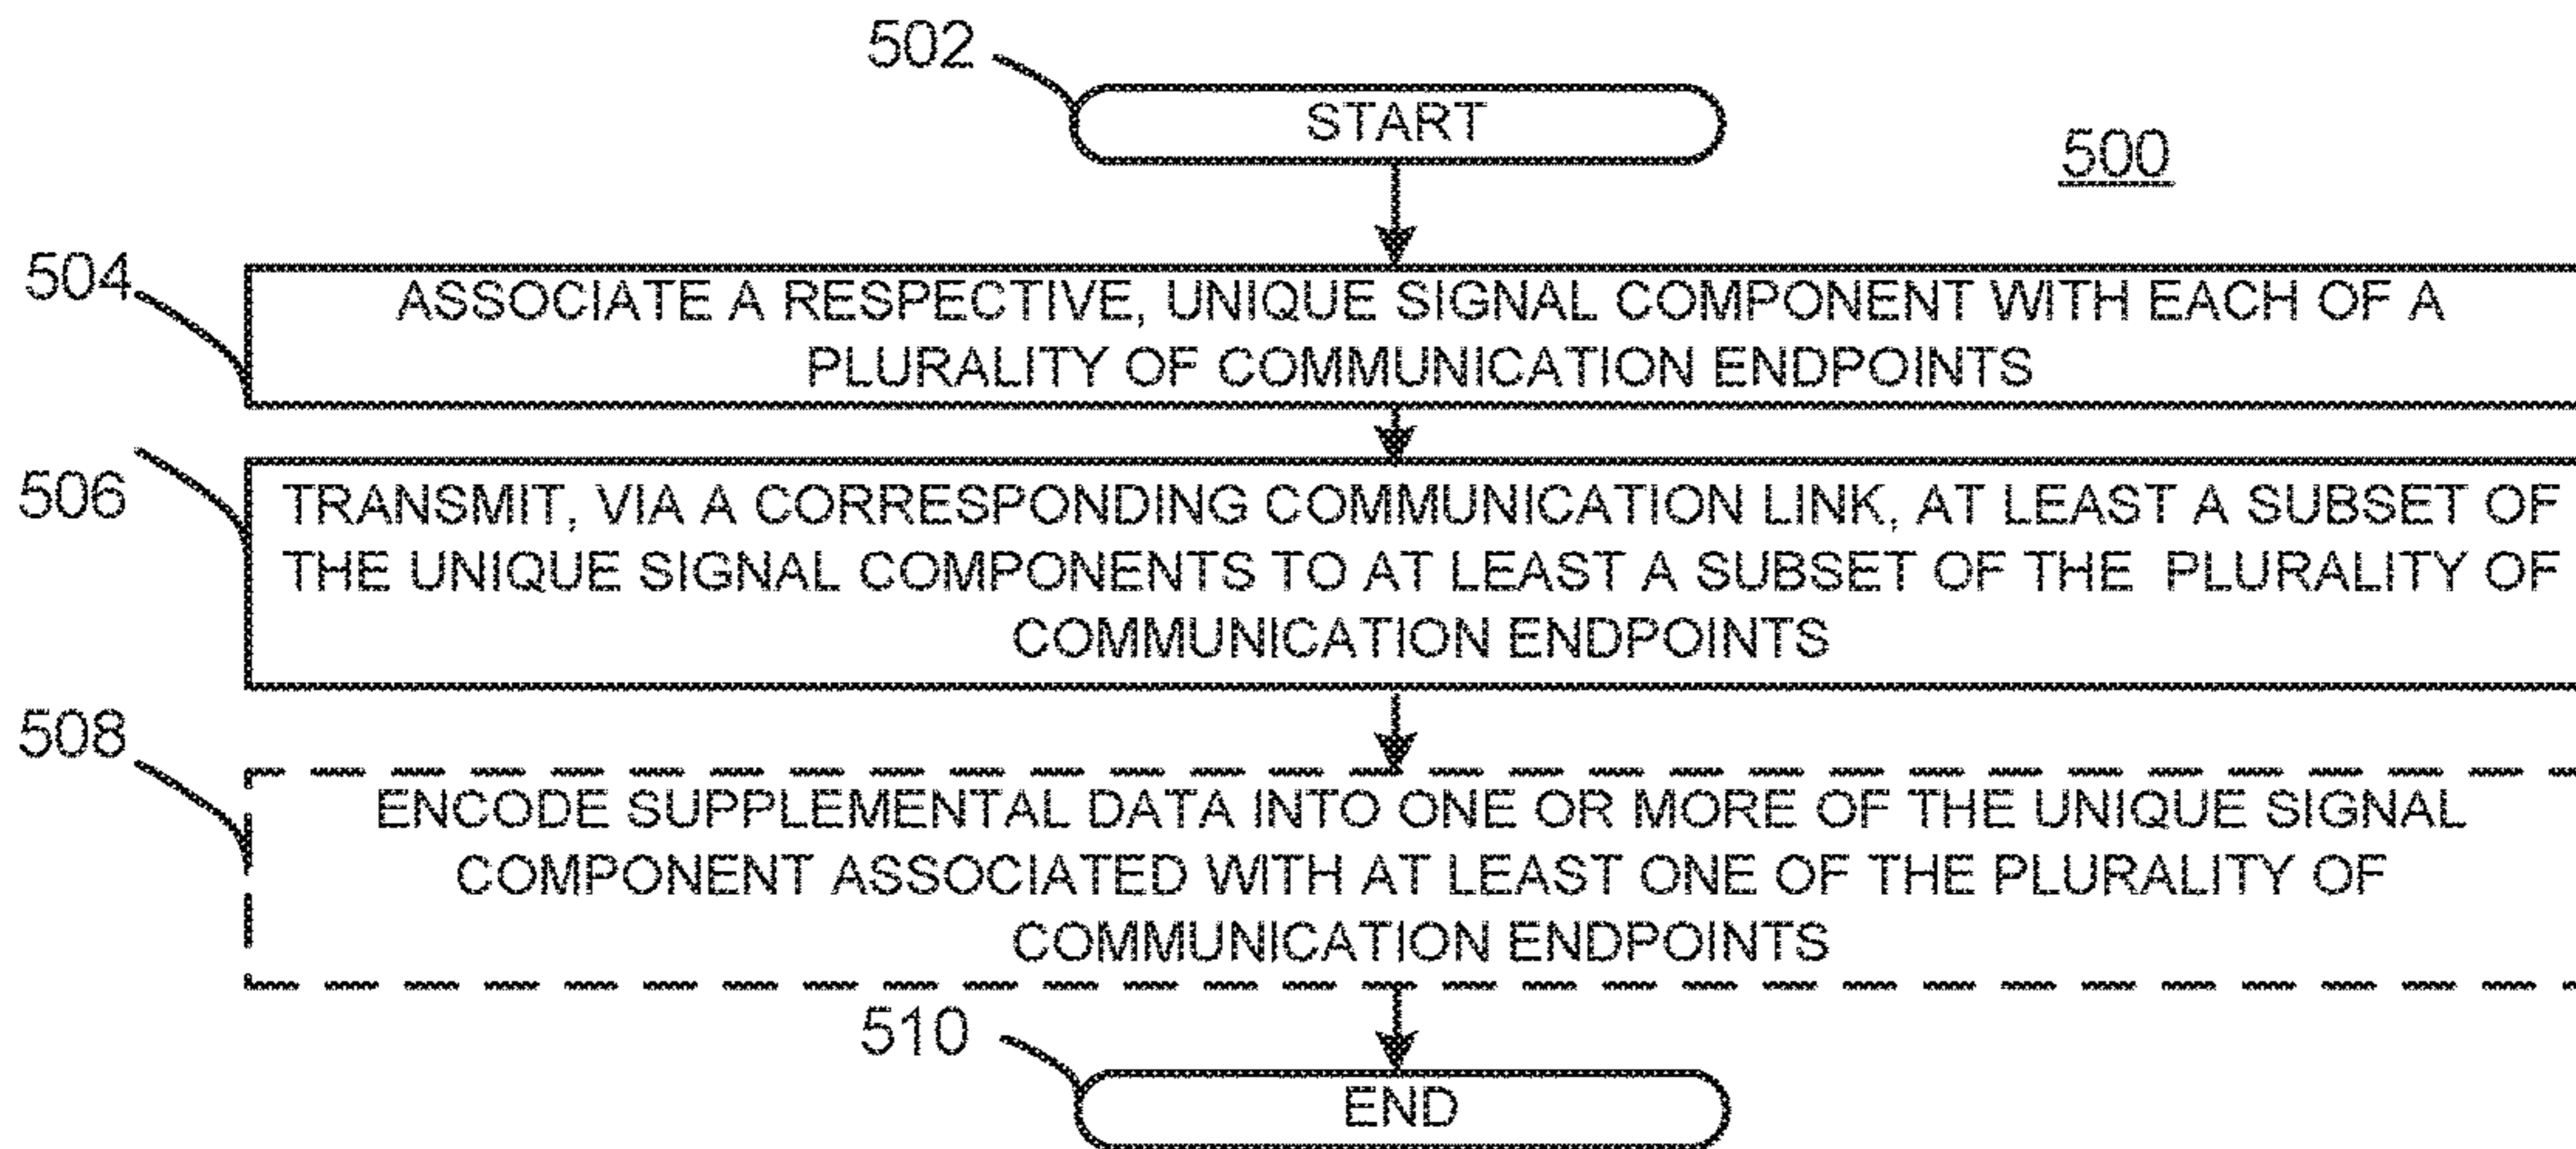 502
START
500
504
ASSOCIATE A RESPECTIVE, UNIQUE SIGNAL COMPONENT WITH EACH OF A
PLURALITY OF COMMUNICATION ENDPOINTS
506
TRANSMIT, VIA A CORRESPONDING COMMUNICATION LINK, AT LEAST A SUBSET OF
THE UNIQUE SIGNAL COMPONENTS TO AT LEAST A SUBSET OF THE PLURALITY OF
COMMUNICATION ENDPOINTS
508
ENCODE SUPPLEMENTAL DATA INTO ONE OR MORE OF THE UNIQUE SIGNAL
COMPONENT ASSOCIATED WITH AT LEAST ONE OF THE PLURALITY OF
COMMUNICATION ENDPOINTS
510
END